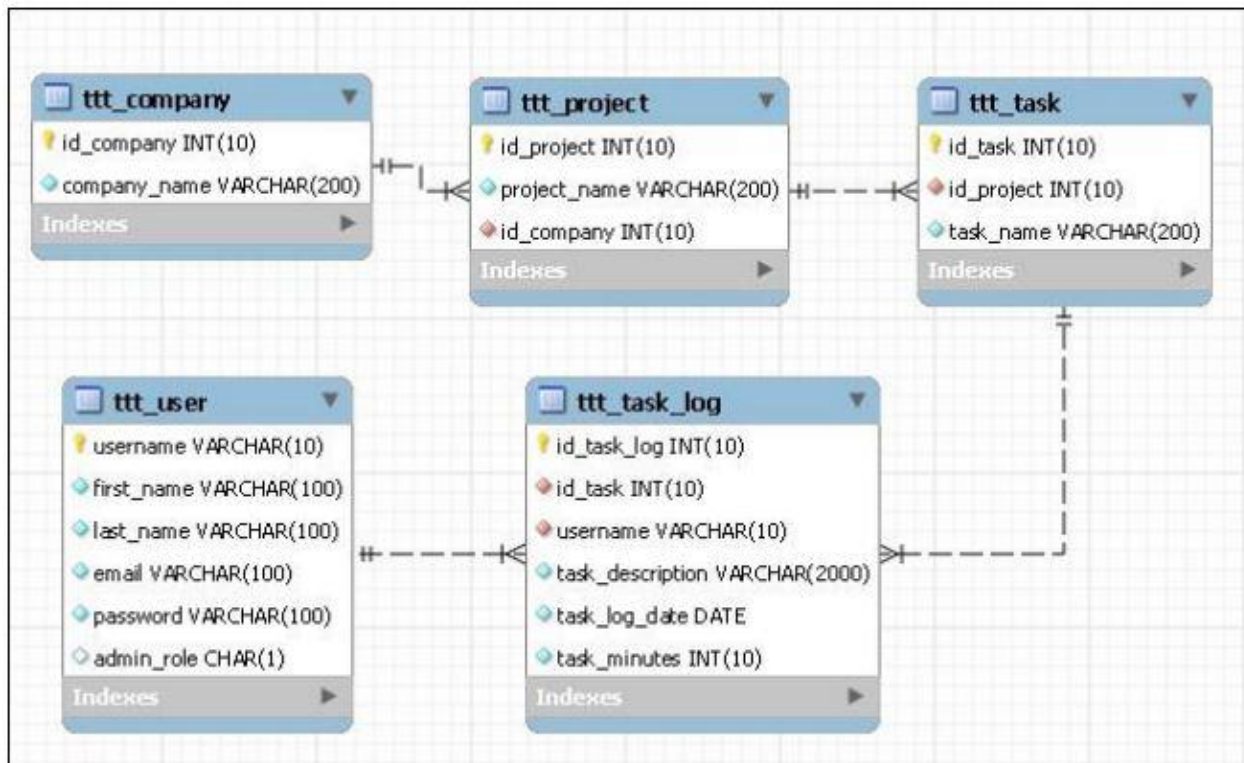 ttt_company
id_company INT(10)
company_name VARCHAR(200)
Indexes
ttt_project
id_project INT(10)
project_name VARCHAR(200)
id_company INT(10)
Indexes
ttt_task
id_task INT(10)
id_project INT(10)
task_name VARCHAR(200)
Indexes
ttt_user
username VARCHAR(10)
first_name VARCHAR(100)
last_name VARCHAR(100)
email VARCHAR(100)
password VARCHAR(100)
admin_role CHAR(1)
Indexes
ttt_task_log
id_task_log INT(10)
id_task INT(10)
username VARCHAR(10)
task_description VARCHAR(2000)
task_log_date DATE
task_minutes INT(10)
Indexes